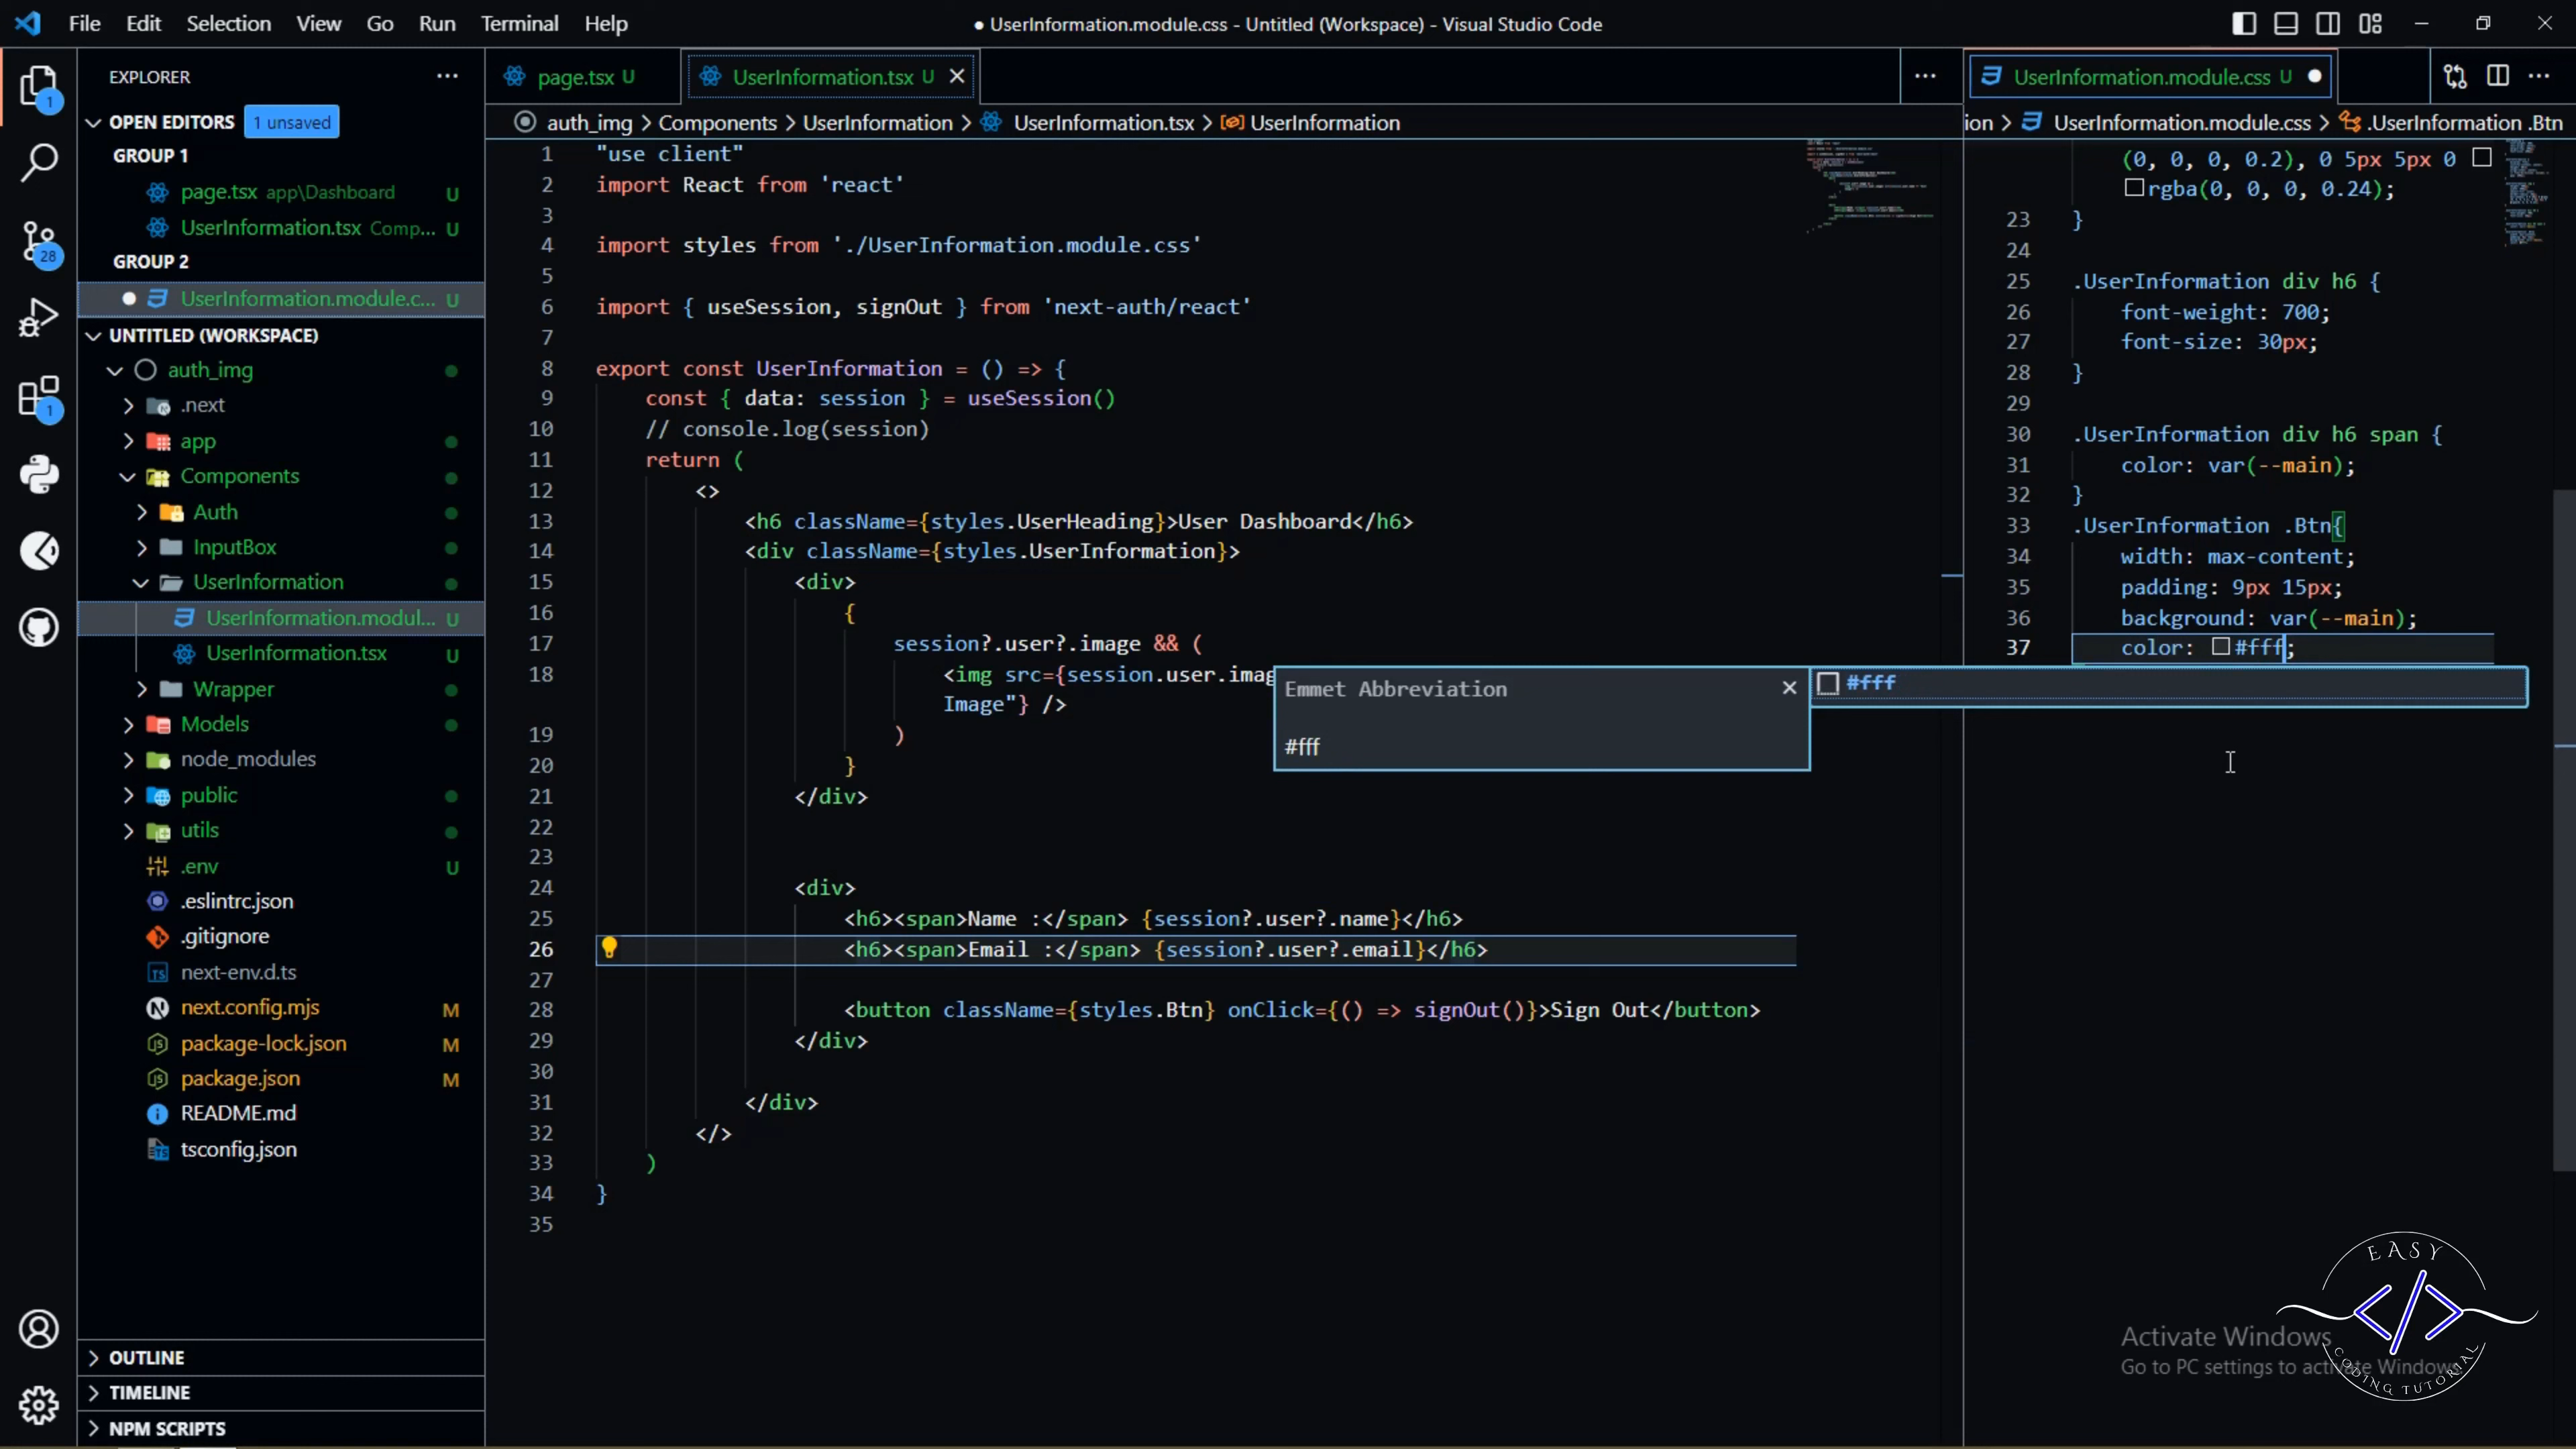 File Edit Selection View Go Run Terminal Help
● UserInformation.module.css - Untitled (Workspace) - Visual Studio Code
EXPLORER
OPEN EDITORS 1 unsaved
GROUP 1
page.tsx app\Dashboard U
UserInformation.tsx Comp... U
GROUP 2
UserInformation.module.c... U
UNTITLED (WORKSPACE)
auth_img
.next
app
Components
Auth
InputBox
UserInformation
UserInformation.modul... U
UserInformation.tsx U
Wrapper
Models
node_modules
public
utils
.env U
.eslintrc.json
.gitignore
next-env.d.ts
next.config.mjs M
package-lock.json M
package.json M
README.md
tsconfig.json
OUTLINE
TIMELINE
NPM SCRIPTS
1
28
1
page.tsx U
UserInformation.tsx U
auth_img > Components > UserInformation > UserInformation.tsx > UserInformation
1 "use client"
2 import React from 'react'
3
4 import styles from './UserInformation.module.css'
5
6 import { useSession, signOut } from 'next-auth/react'
7
8 export const UserInformation = () => {
9 const { data: session } = useSession()
10 // console.log(session)
11 return (
12 <>
13 <h6 className={styles.UserHeading}>User Dashboard</h6>
14 <div className={styles.UserInformation}>
15 <div>
16 {
17 session?.user?.image && (
18 <img src={session.user.imag
Image"} />
19 )
20 }
21 </div>
22
23
24 <div>
25 <h6><span>Name :</span> {session?.user?.name}</h6>
26 <h6><span>Email :</span> {session?.user?.email}</h6>
27
28 <button className={styles.Btn} onClick={() => signOut()}>Sign Out</button>
29 </div>
30
31 </div>
32 </>
33 )
34 }
35
Emmet Abbreviation
#fff
UserInformation.module.css U
ion > UserInformation.module.css > .UserInformation .Btn
(0, 0, 0, 0.2), 0 5px 5px 0
rgba(0, 0, 0, 0.24);
23 }
24
25 .UserInformation div h6 {
26 font-weight: 700;
27 font-size: 30px;
28 }
29
30 .UserInformation div h6 span {
31 color: var(--main);
32 }
33 .UserInformation .Btn{
34 width: max-content;
35 padding: 9px 15px;
36 background: var(--main);
37 color: #fff;
#fff
Activate Windows
Go to PC settings to activate Windows.
EASY
</>
CODING TUTORIAL